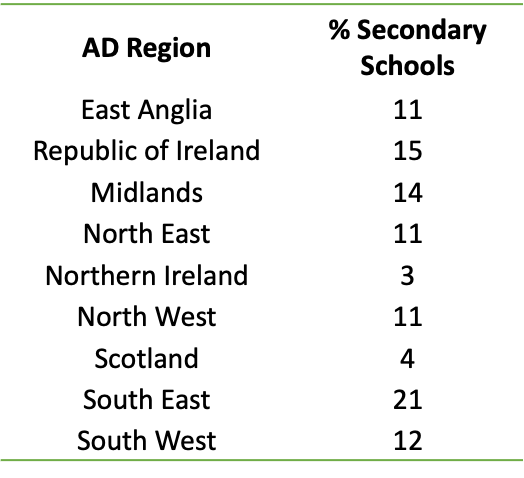 AD Region % Secondary Schools
East Anglia 11
Republic of Ireland 15
Midlands 14
North East 11
Northern Ireland 3
North West 11
Scotland 4
South East 21
South West 12